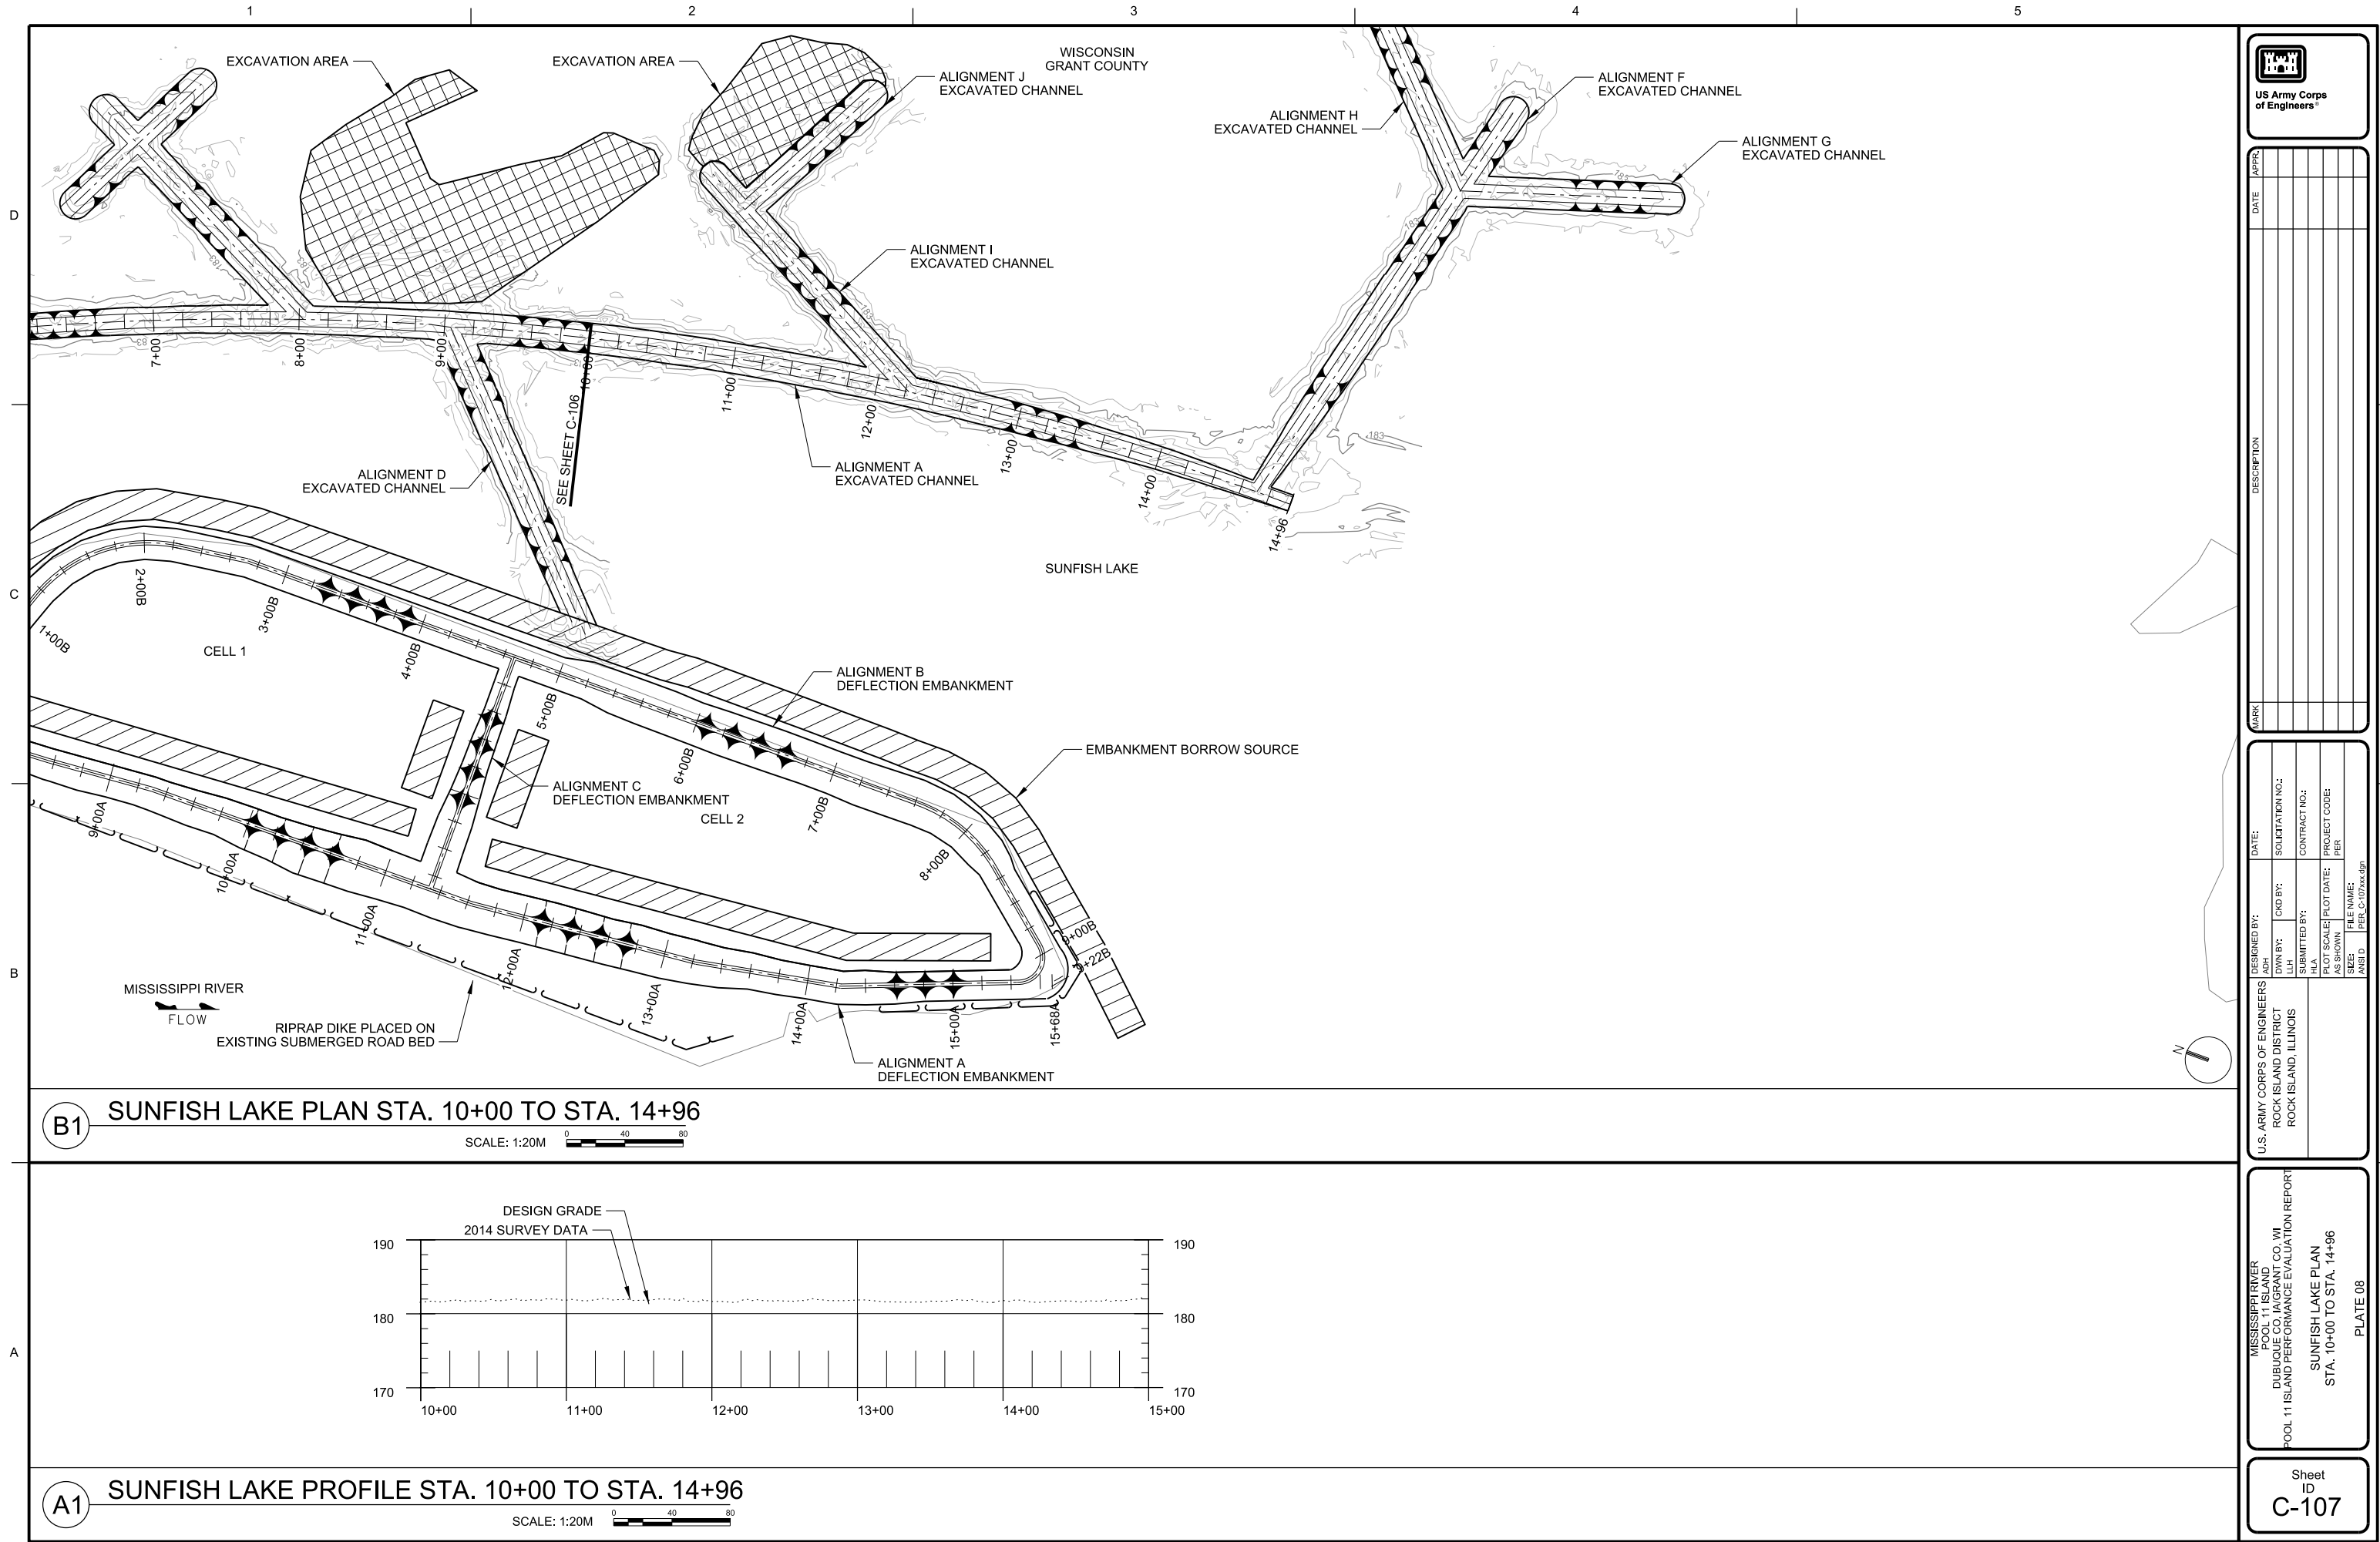 1 2 3 4 5
D
C
B
A
EXCAVATION AREA
EXCAVATION AREA
WISCONSIN
GRANT COUNTY
ALIGNMENT J
EXCAVATED CHANNEL
ALIGNMENT H
EXCAVATED CHANNEL
ALIGNMENT F
EXCAVATED CHANNEL
ALIGNMENT G
EXCAVATED CHANNEL
ALIGNMENT I
EXCAVATED CHANNEL
183
183
183
183
183
183
7+00
8+00
9+00
10+00
11+00
12+00
13+00
14+00
14+96
SEE SHEET C-106
ALIGNMENT D
EXCAVATED CHANNEL
ALIGNMENT A
EXCAVATED CHANNEL
SUNFISH LAKE
1+00B
2+00B
3+00B
4+00B
5+00B
6+00B
7+00B
8+00B
9+00B
9+22B
CELL 1
CELL 2
ALIGNMENT B
DEFLECTION EMBANKMENT
EMBANKMENT BORROW SOURCE
ALIGNMENT C
DEFLECTION EMBANKMENT
9+00A
10+00A
11+00A
12+00A
13+00A
14+00A
15+00A
15+68A
MISSISSIPPI RIVER
FLOW
RIPRAP DIKE PLACED ON
EXISTING SUBMERGED ROAD BED
ALIGNMENT A
DEFLECTION EMBANKMENT
N
B1
SUNFISH LAKE PLAN STA. 10+00 TO STA. 14+96
SCALE: 1:20M
0 40 80
DESIGN GRADE
2014 SURVEY DATA
190 190
180 180
170 170
10+00 11+00 12+00 13+00 14+00 15+00
A1
SUNFISH LAKE PROFILE STA. 10+00 TO STA. 14+96
SCALE: 1:20M
0 40 80
US Army Corps
of Engineers®
MARK DESCRIPTION DATE APPR.
DESIGNED BY:
ADH
DATE:
DWN BY:
LLH
CKD BY:
SOLICITATION NO.:
SUBMITTED BY:
HLA
CONTRACT NO.:
PLOT SCALE:
AS SHOWN
PLOT DATE:
PROJECT CODE:
PER
SIZE:
ANSI D
FILE NAME:
PER_C-107xxx.dgn
U.S. ARMY CORPS OF ENGINEERS
ROCK ISLAND DISTRICT
ROCK ISLAND, ILLINOIS
MISSISSIPPI RIVER
POOL 11 ISLAND
DUBUQUE CO, IA/GRANT CO, WI
POOL 11 ISLAND PERFORMANCE EVALUATION REPORT
SUNFISH LAKE PLAN
STA. 10+00 TO STA. 14+96
PLATE 08
Sheet
ID
C-107